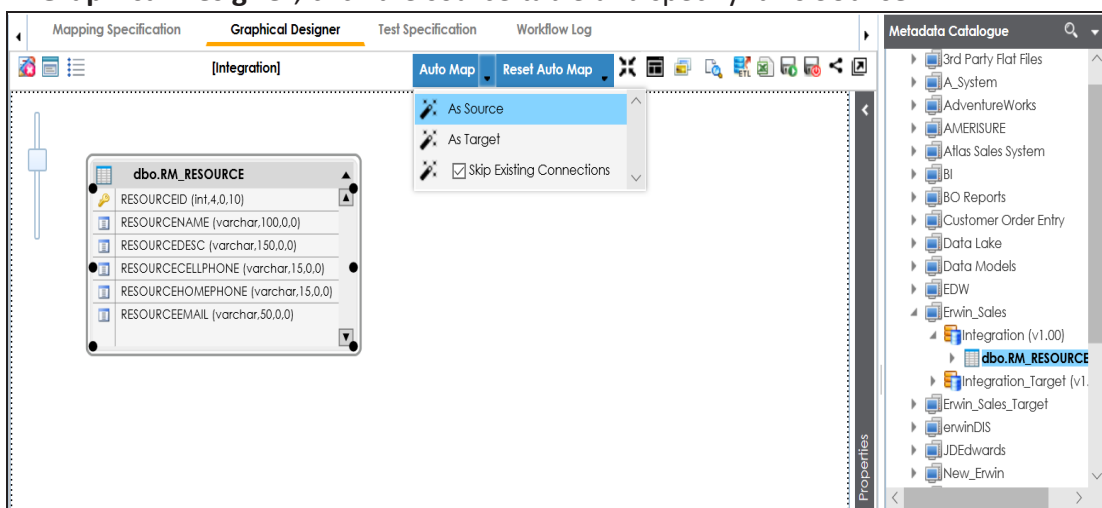 Mapping Specification Graphical Designer Test Specification Workflow Log
[Integration] Auto Map Reset Auto Map
ETL
As Source
As Target
Skip Existing Connections
dbo.RM_RESOURCE
RESOURCEID (int,4,0,10)
RESOURCENAME (varchar,100,0,0)
RESOURCEDESC (varchar,150,0,0)
RESOURCECELLPHONE (varchar,15,0,0)
RESOURCEHOMEPHONE (varchar,15,0,0)
RESOURCEEMAIL (varchar,50,0,0)
Properties
Metadata Catalogue
3rd Party Flat Files
A_System
AdventureWorks
AMERISURE
Atlas Sales System
BI
BO Reports
Customer Order Entry
Data Lake
Data Models
EDW
Erwin_Sales
Integration (v1.00)
dbo.RM_RESOURCE
Integration_Target (v1.
Erwin_Sales_Target
erwinDIS
JDEdwards
New_Erwin